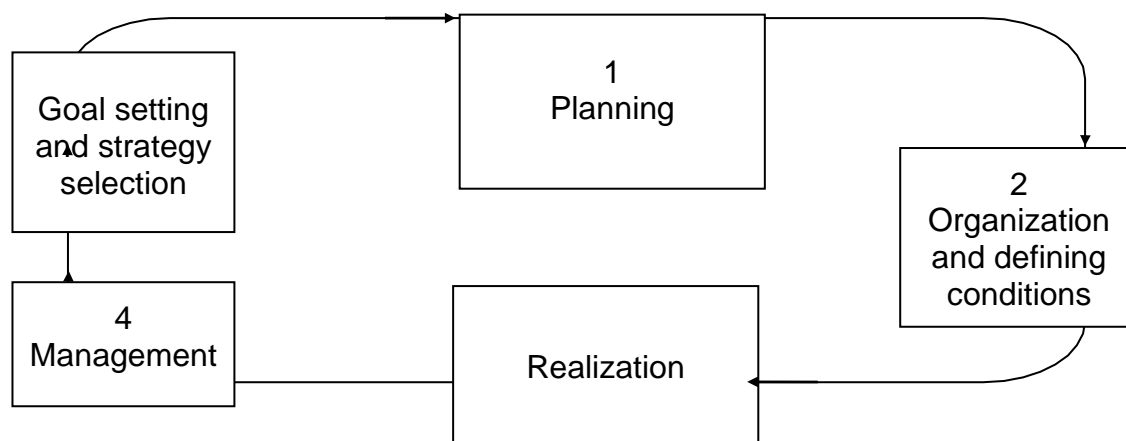 1
Planning
Goal setting
and strategy
selection
2
Organization
and defining
conditions
4
Management
Realization